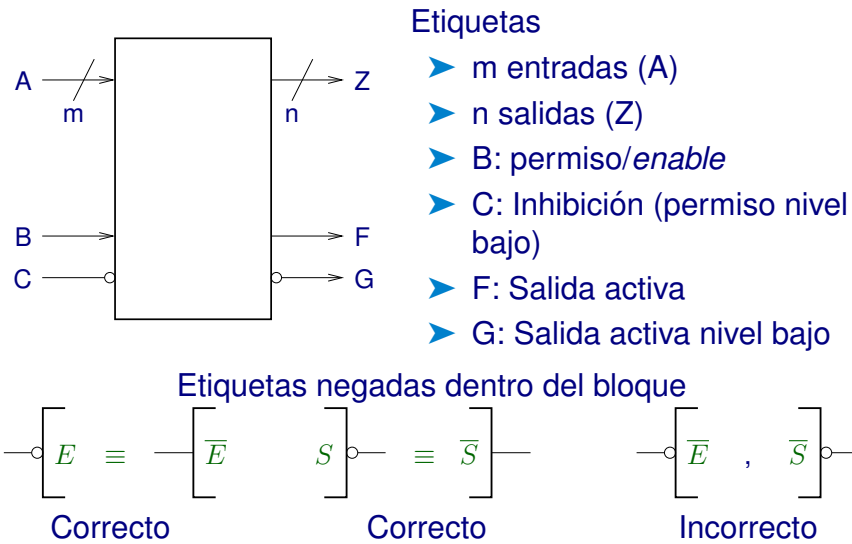 Etiquetas
A
m
n
Z
B
C
F
G
➤ m entradas (A)
➤ n salidas (Z)
➤ B: permiso/enable
➤ C: Inhibición (permiso nivel
bajo)
➤ F: Salida activa
➤ G: Salida activa nivel bajo
Etiquetas negadas dentro del bloque
E ≡ E̅ S ≡ S̅ E̅ , S̅
Correcto Correcto Incorrecto